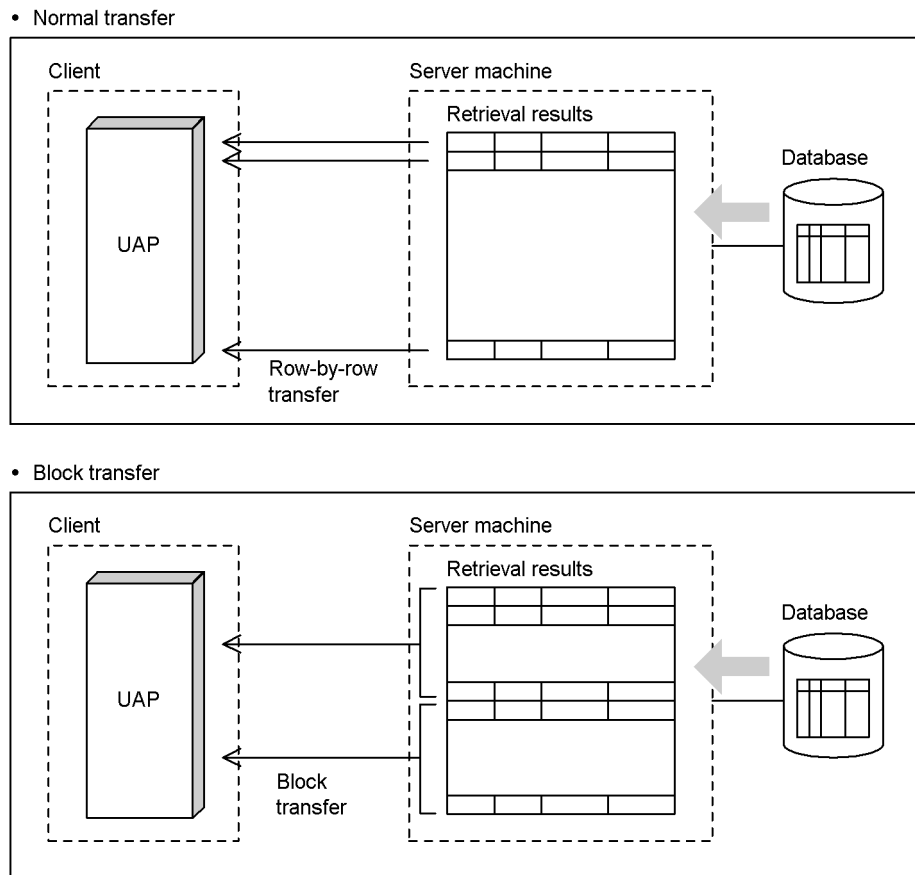 • Normal transfer
Client
Server machine
Retrieval results
Database
UAP
Row-by-row
transfer
• Block transfer
Client
Server machine
Retrieval results
Database
UAP
Block
transfer